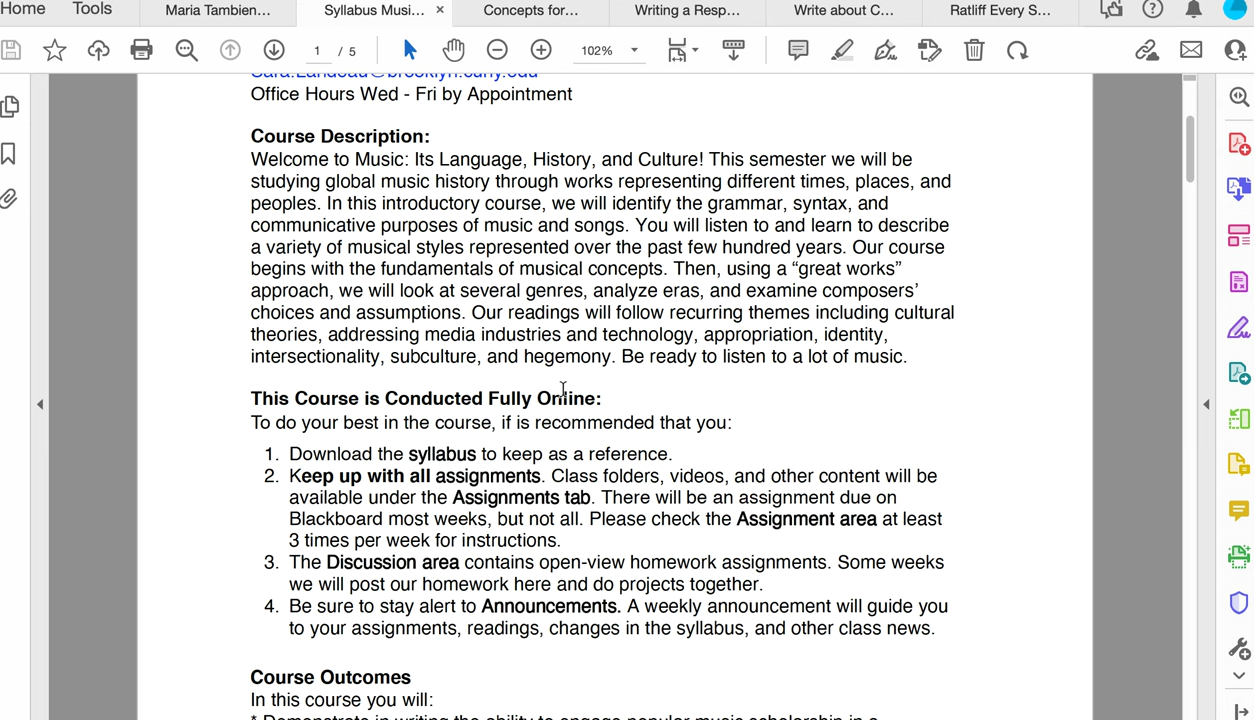 Home Tools Maria Tambien... Syllabus Musi... × Concepts for... Writing a Resp... Write about C... Ratliff Every S...
1 / 5 102%
Office Hours Wed - Fri by Appointment
Course Description:
Welcome to Music: Its Language, History, and Culture! This semester we will be
studying global music history through works representing different times, places, and
peoples. In this introductory course, we will identify the grammar, syntax, and
communicative purposes of music and songs. You will listen to and learn to describe
a variety of musical styles represented over the past few hundred years. Our course
begins with the fundamentals of musical concepts. Then, using a “great works”
approach, we will look at several genres, analyze eras, and examine composers’
choices and assumptions. Our readings will follow recurring themes including cultural
theories, addressing media industries and technology, appropriation, identity,
intersectionality, subculture, and hegemony. Be ready to listen to a lot of music.
This Course is Conducted Fully Online:
To do your best in the course, if is recommended that you:
1. Download the syllabus to keep as a reference.
2. Keep up with all assignments. Class folders, videos, and other content will be
available under the Assignments tab. There will be an assignment due on
Blackboard most weeks, but not all. Please check the Assignment area at least
3 times per week for instructions.
3. The Discussion area contains open-view homework assignments. Some weeks
we will post our homework here and do projects together.
4. Be sure to stay alert to Announcements. A weekly announcement will guide you
to your assignments, readings, changes in the syllabus, and other class news.
Course Outcomes
In this course you will:
* Demonstrate in writing the ability to engage popular music scholarship in a